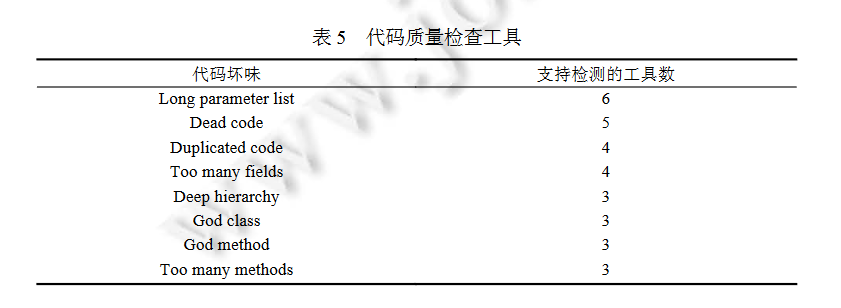 表 5 代码质量检查工具
代码坏味 支持检测的工具数
Long parameter list 6
Dead code 5
Duplicated code 4
Too many fields 4
Deep hierarchy 3
God class 3
God method 3
Too many methods 3
www.jo